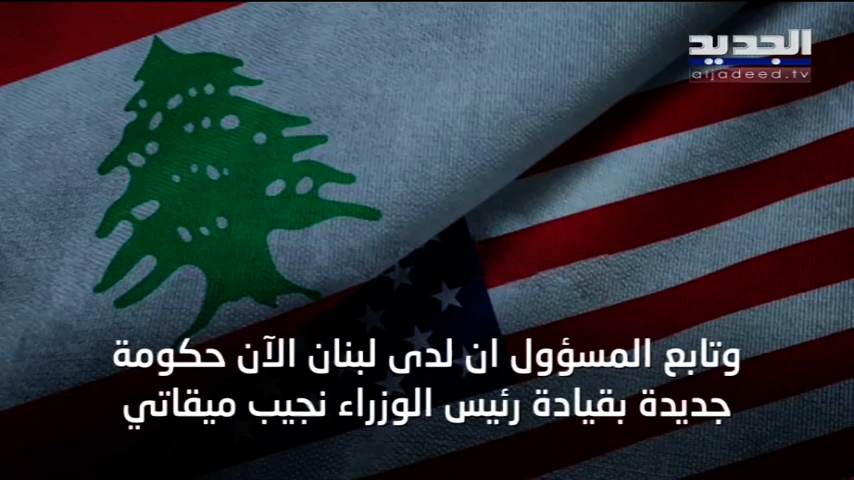 الجديد
aljadeed.tv
وتابع المسؤول ان لدى لبنان الآن حكومة
جديدة بقيادة رئيس الوزراء نجيب ميقاتي